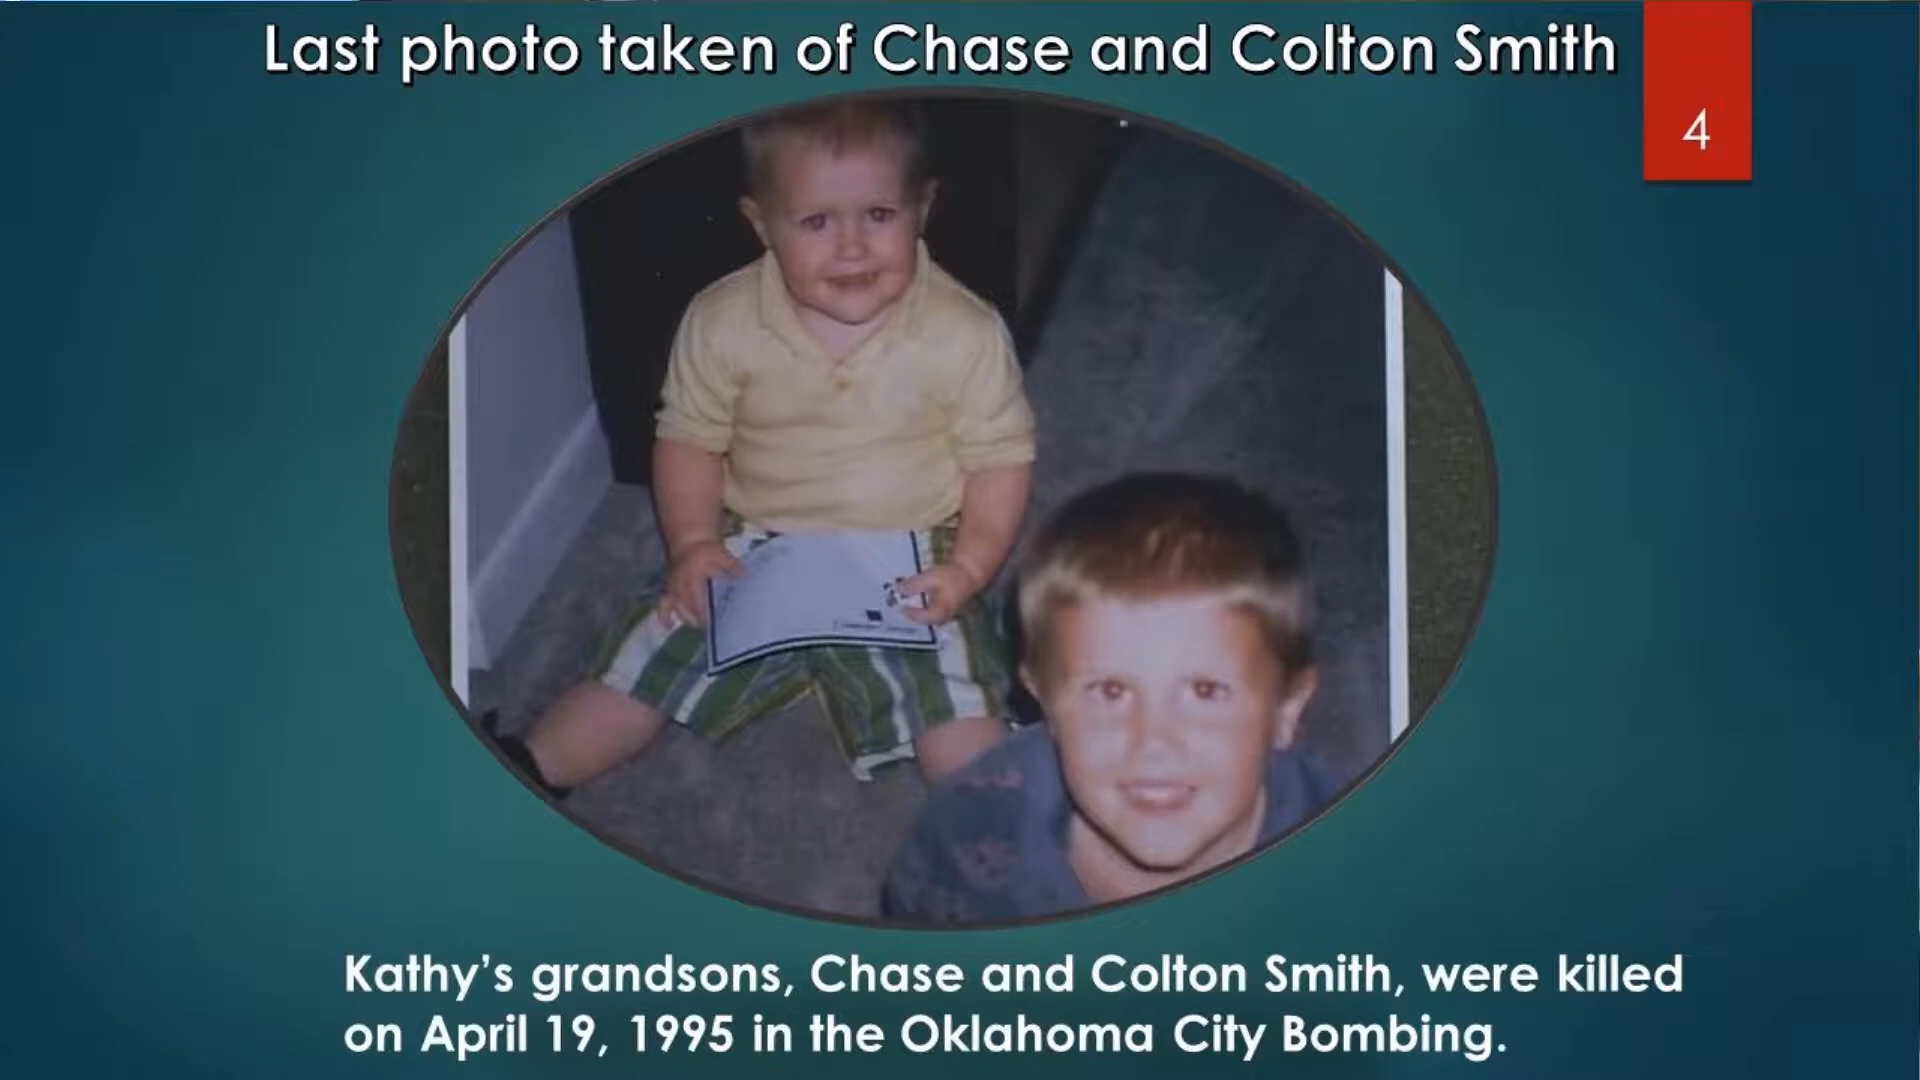 Last photo taken of Chase and Colton Smith
4
Kathy's grandsons, Chase and Colton Smith, were killed
on April 19, 1995 in the Oklahoma City Bombing.